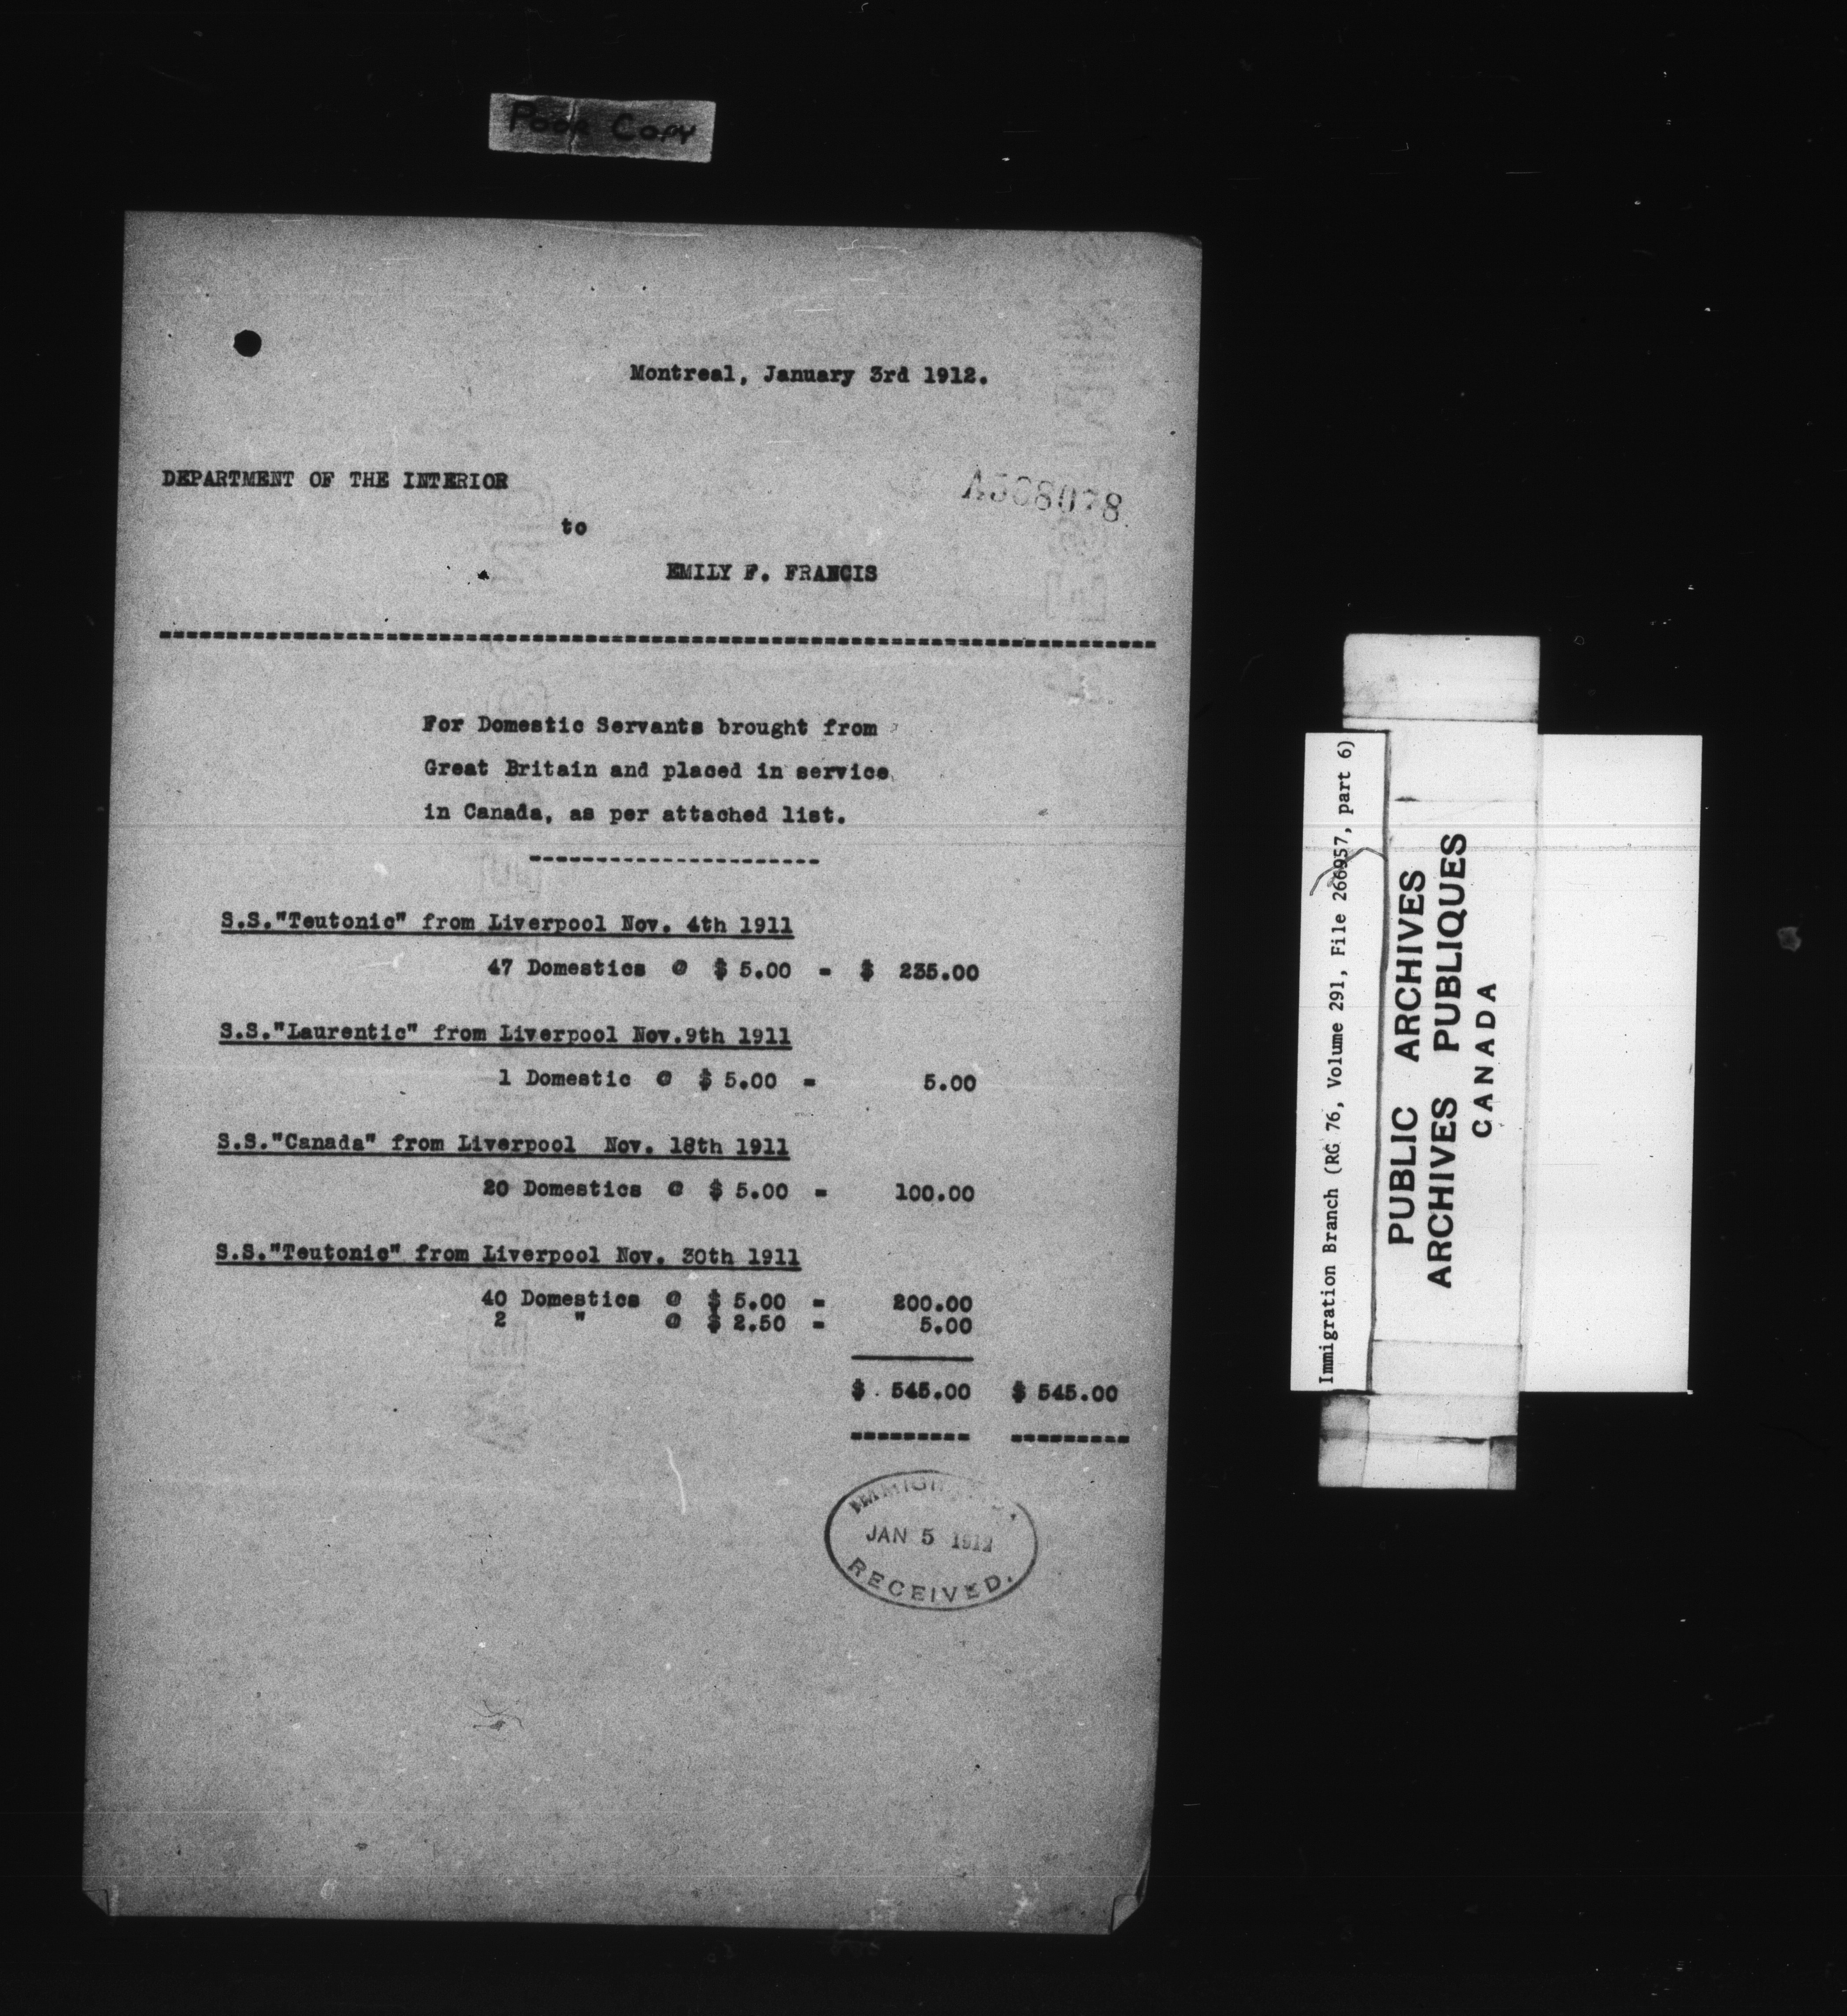 Poor Copy
Montreal, January 3rd 1912.
DEPARTMENT OF THE INTERIOR
to
EMILY F. FRANCIS
For Domestic Servants brought from
Great Britain and placed in service
in Canada, as per attached list.
S.S."Teutonic" from Liverpool Nov. 4th 1911
47 Domestics @ $ 5.00 = $ 235.00
S.S."Laurentic" from Liverpool Nov.9th 1911
1 Domestic @ $ 5.00 = 5.00
S.S."Canada" from Liverpool Nov. 18th 1911
20 Domestics @ $ 5.00 = 100.00
S.S."Teutonic" from Liverpool Nov. 30th 1911
40 Domestics @ $ 5.00 = 200.00
2 " @ $ 2.50 = 5.00
$ 545.00 $ 545.00
JAN 5 1912
RECEIVED.
Immigration Branch (RG 76, Volume 291, File 266957, part 6)
PUBLIC ARCHIVES
ARCHIVES PUBLIQUES
CANADA